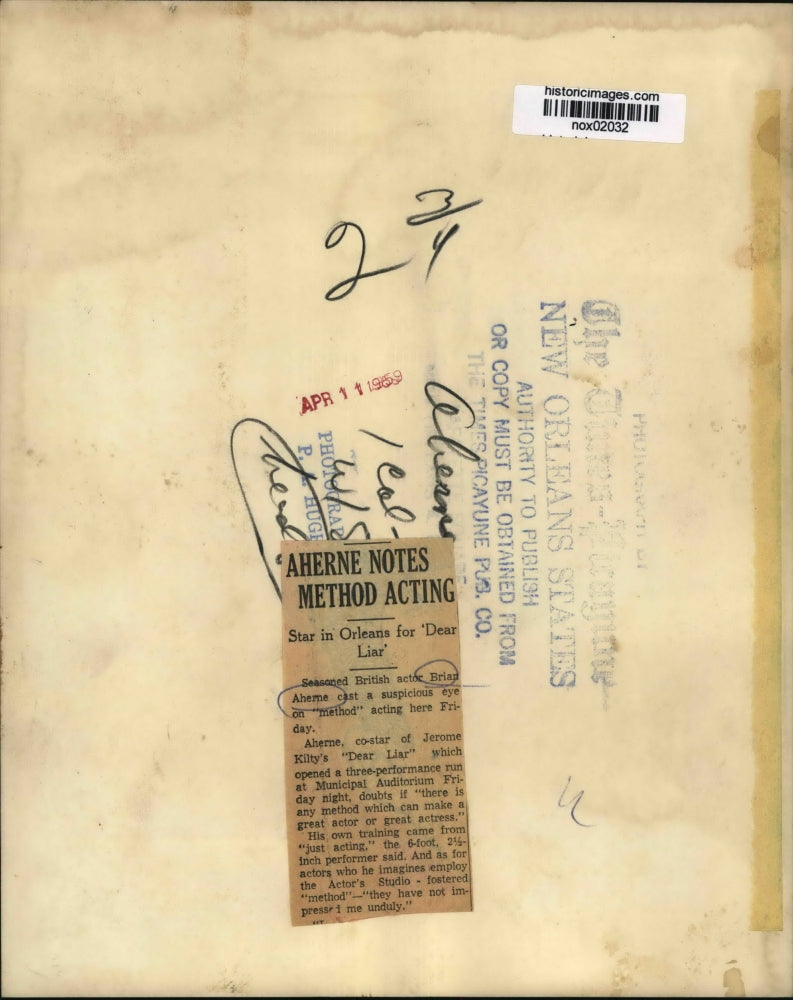 historicimages.com
nox02032
2 3/4
APR 1 1 1959
Aherne
1 col
head
PHOTOGRAPH BY
The Times-Picayune
NEW ORLEANS STATES
AUTHORITY TO PUBLISH
OR COPY MUST BE OBTAINED FROM
THE TIMES-PICAYUNE PUB. CO.
AHERNE NOTES
METHOD ACTING
Star in Orleans for 'Dear
Liar'
Seasoned British actor Brian
Aherne cast a suspicious eye
on "method" acting here Fri-
day.
Aherne, co-star of Jerome
Kilty's "Dear Liar" which
opened a three-performance run
at Municipal Auditorium Fri-
day night, doubts if "there is
any method which can make a
great actor or great actress."
His own training came from
"just acting," the 6-foot, 2½-
inch performer said. And as for
actors who he imagines employ
the Actor's Studio - fostered
"method"—"they have not im-
pressed me unduly."